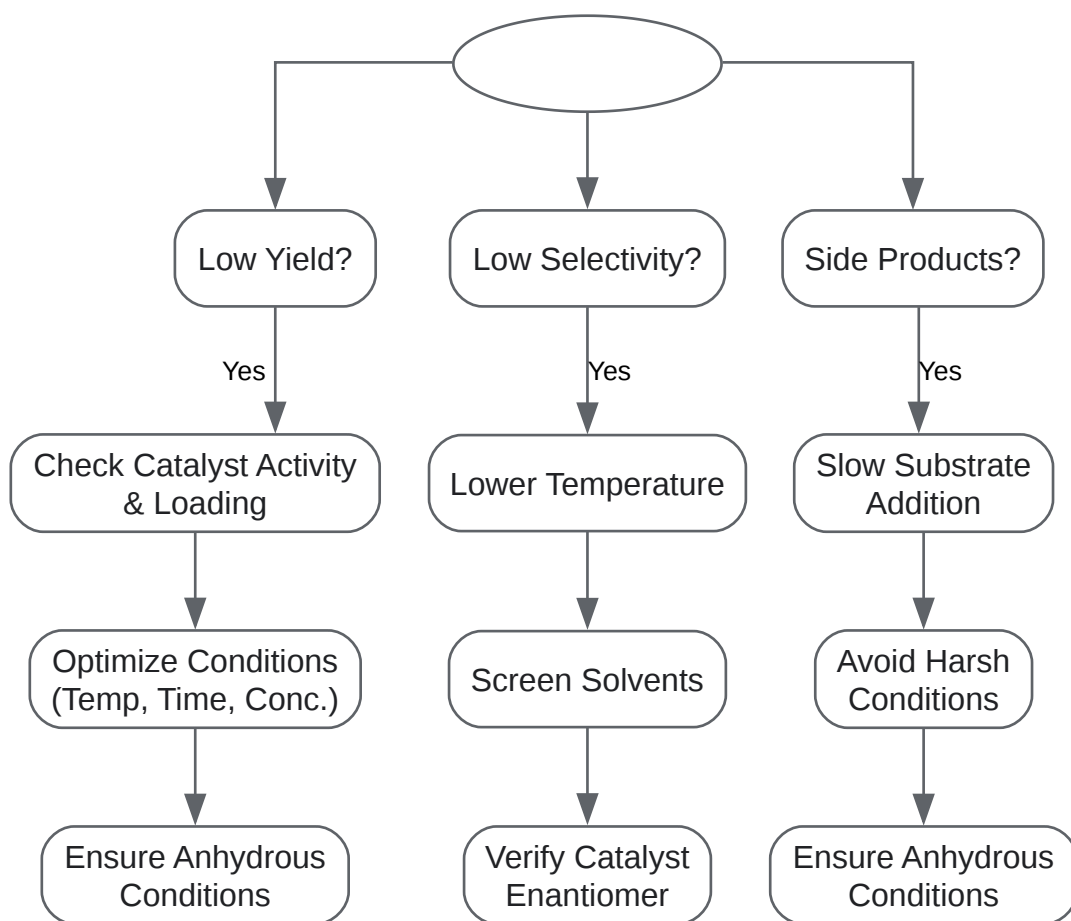 Low Yield?
Low Selectivity?
Side Products?
Yes
Yes
Yes
Check Catalyst Activity
& Loading
Lower Temperature
Slow Substrate
Addition
Optimize Conditions
(Temp, Time, Conc.)
Screen Solvents
Avoid Harsh
Conditions
Ensure Anhydrous
Conditions
Verify Catalyst
Enantiomer
Ensure Anhydrous
Conditions